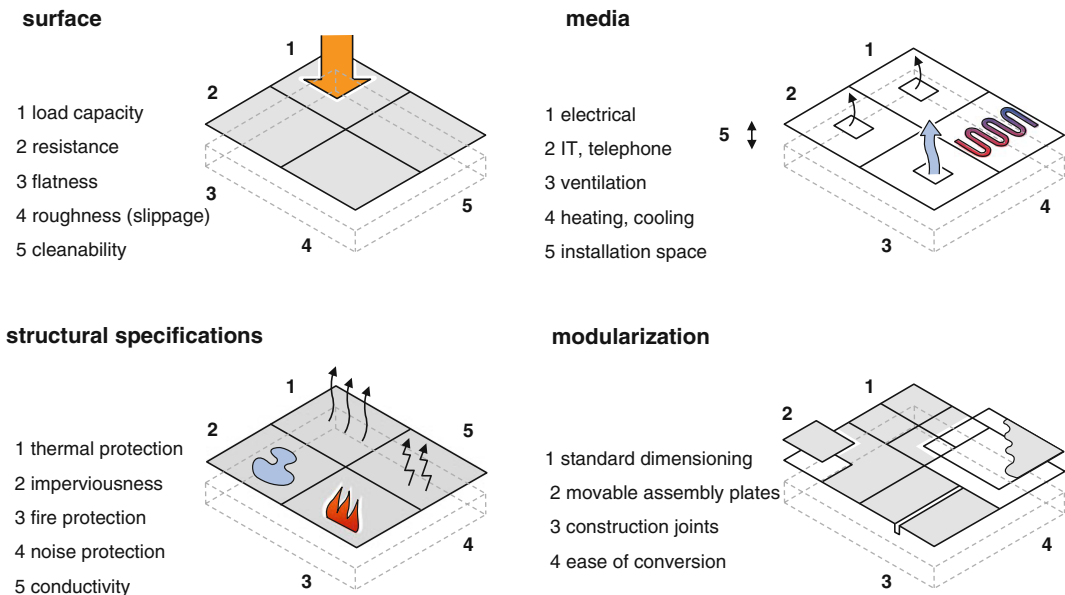 surface
1 load capacity
2 resistance
3 flatness
4 roughness (slippage)
5 cleanability
1
2
3
4
5
media
1 electrical
2 IT, telephone
3 ventilation
4 heating, cooling
5 installation space
1
2
5
3
4
structural specifications
1 thermal protection
2 imperviousness
3 fire protection
4 noise protection
5 conductivity
1
2
5
4
3
modularization
1 standard dimensioning
2 movable assembly plates
3 construction joints
4 ease of conversion
1
2
3
4